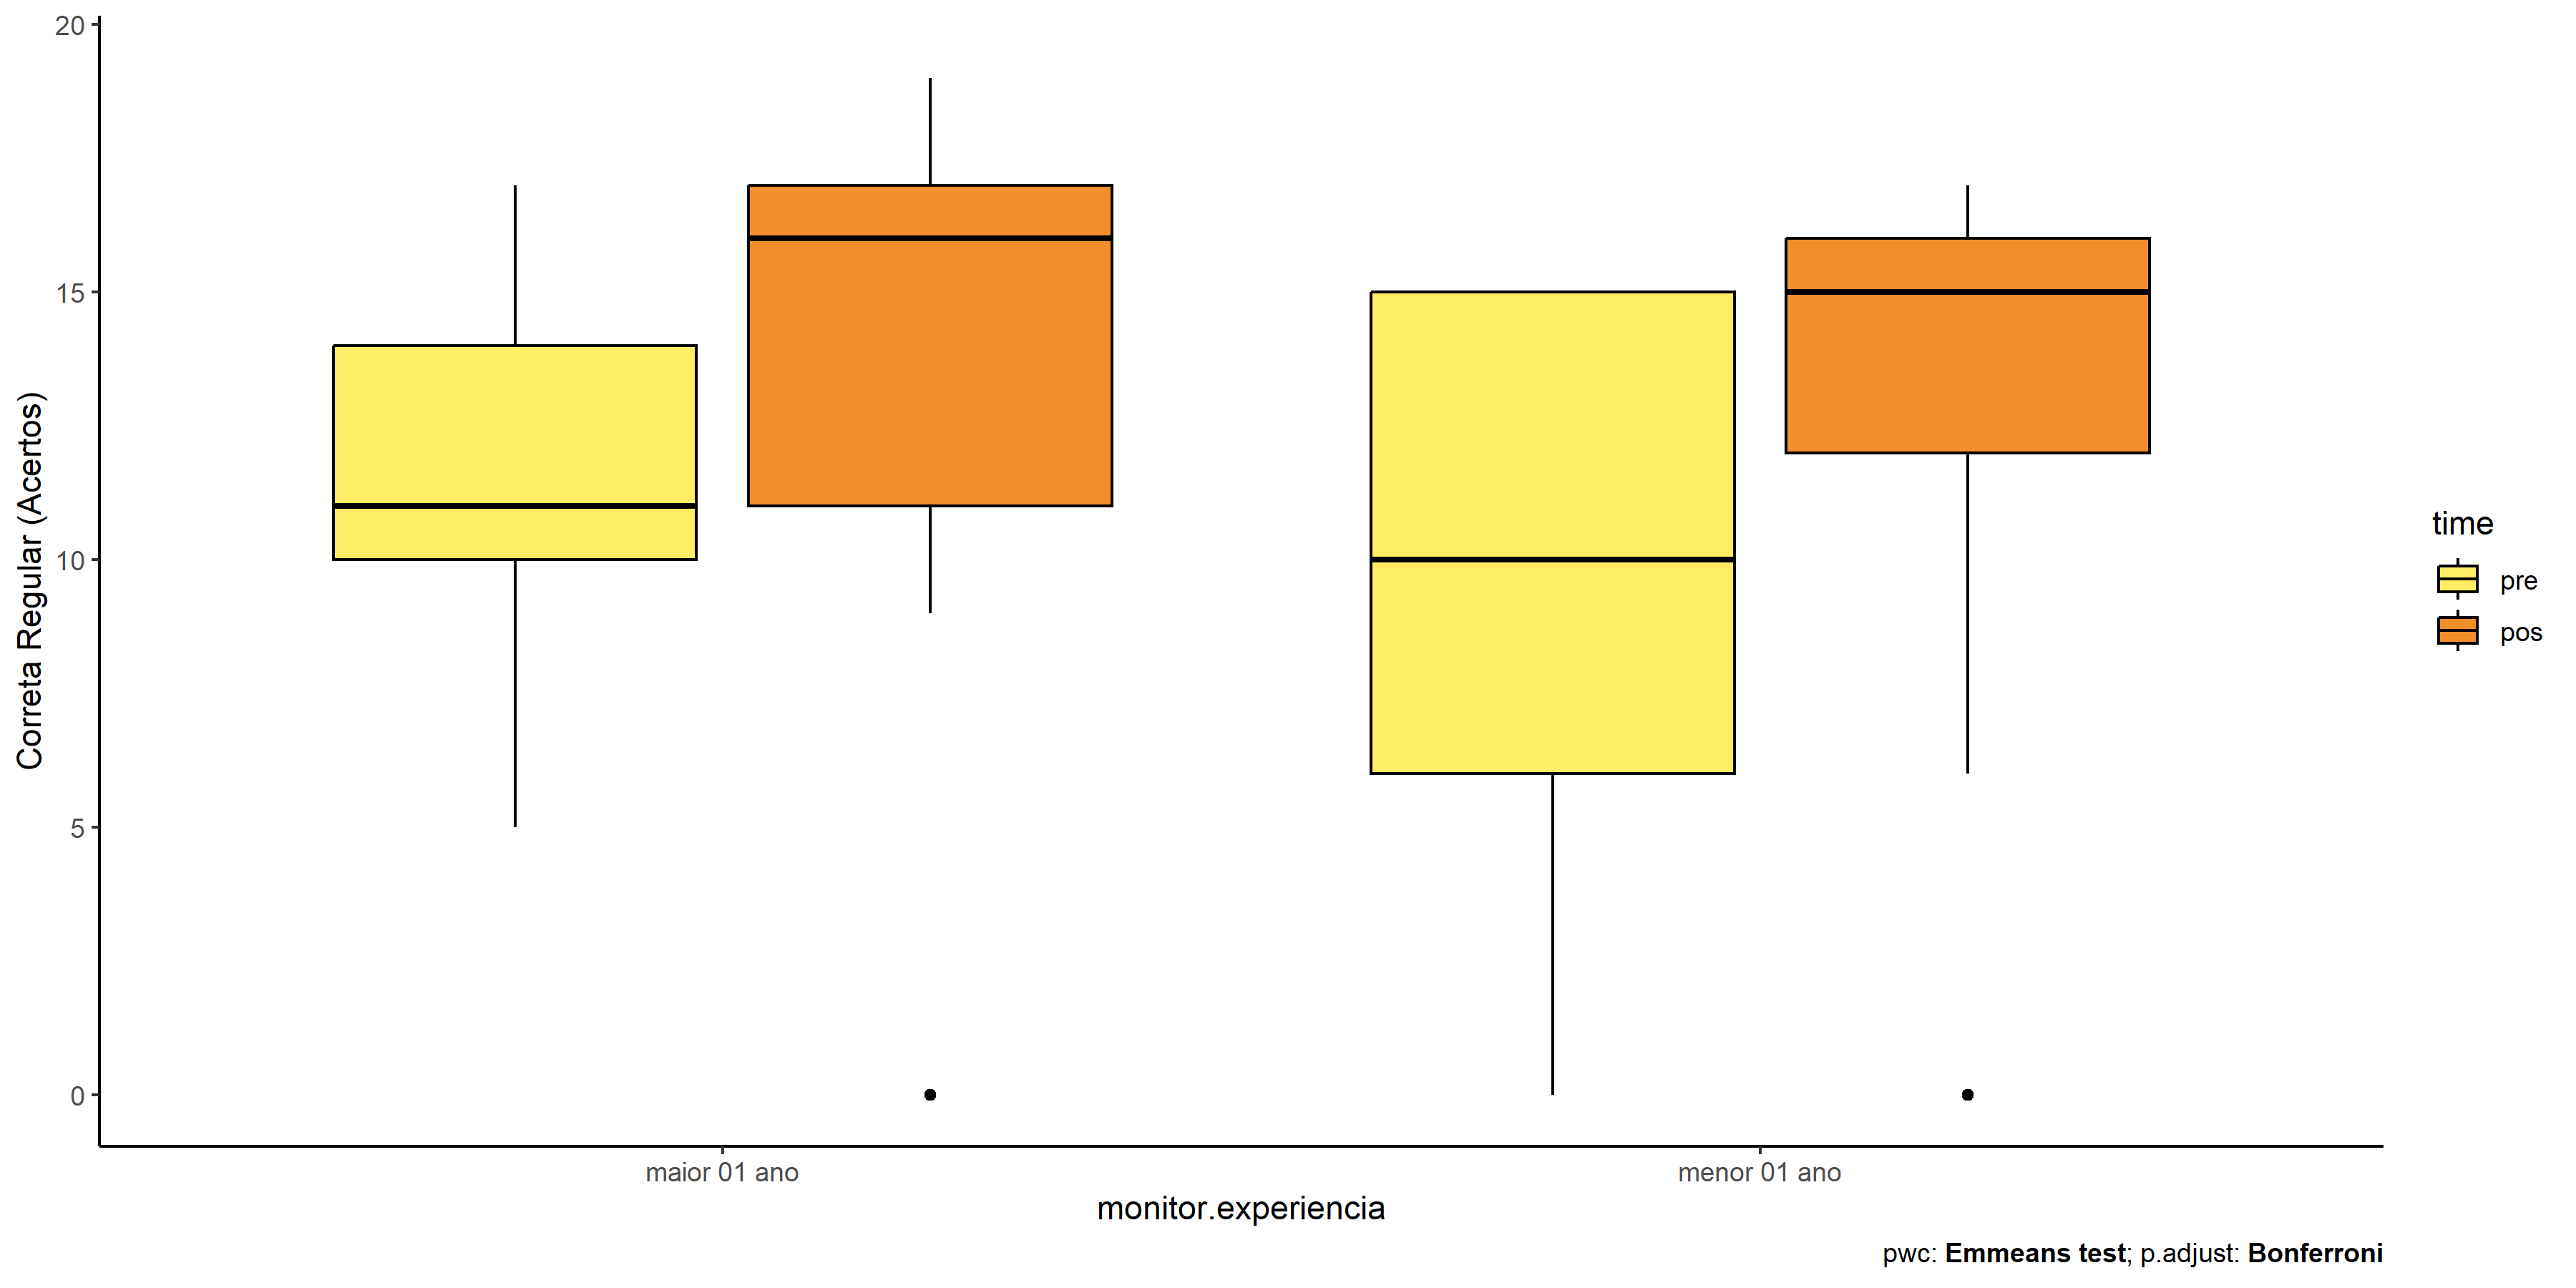 20
15
10
5
0
Correta Regular (Acertos)
maior 01 ano
menor 01 ano
monitor.experiencia
time
pre
pos
pwc: Emmeans test; p.adjust: Bonferroni